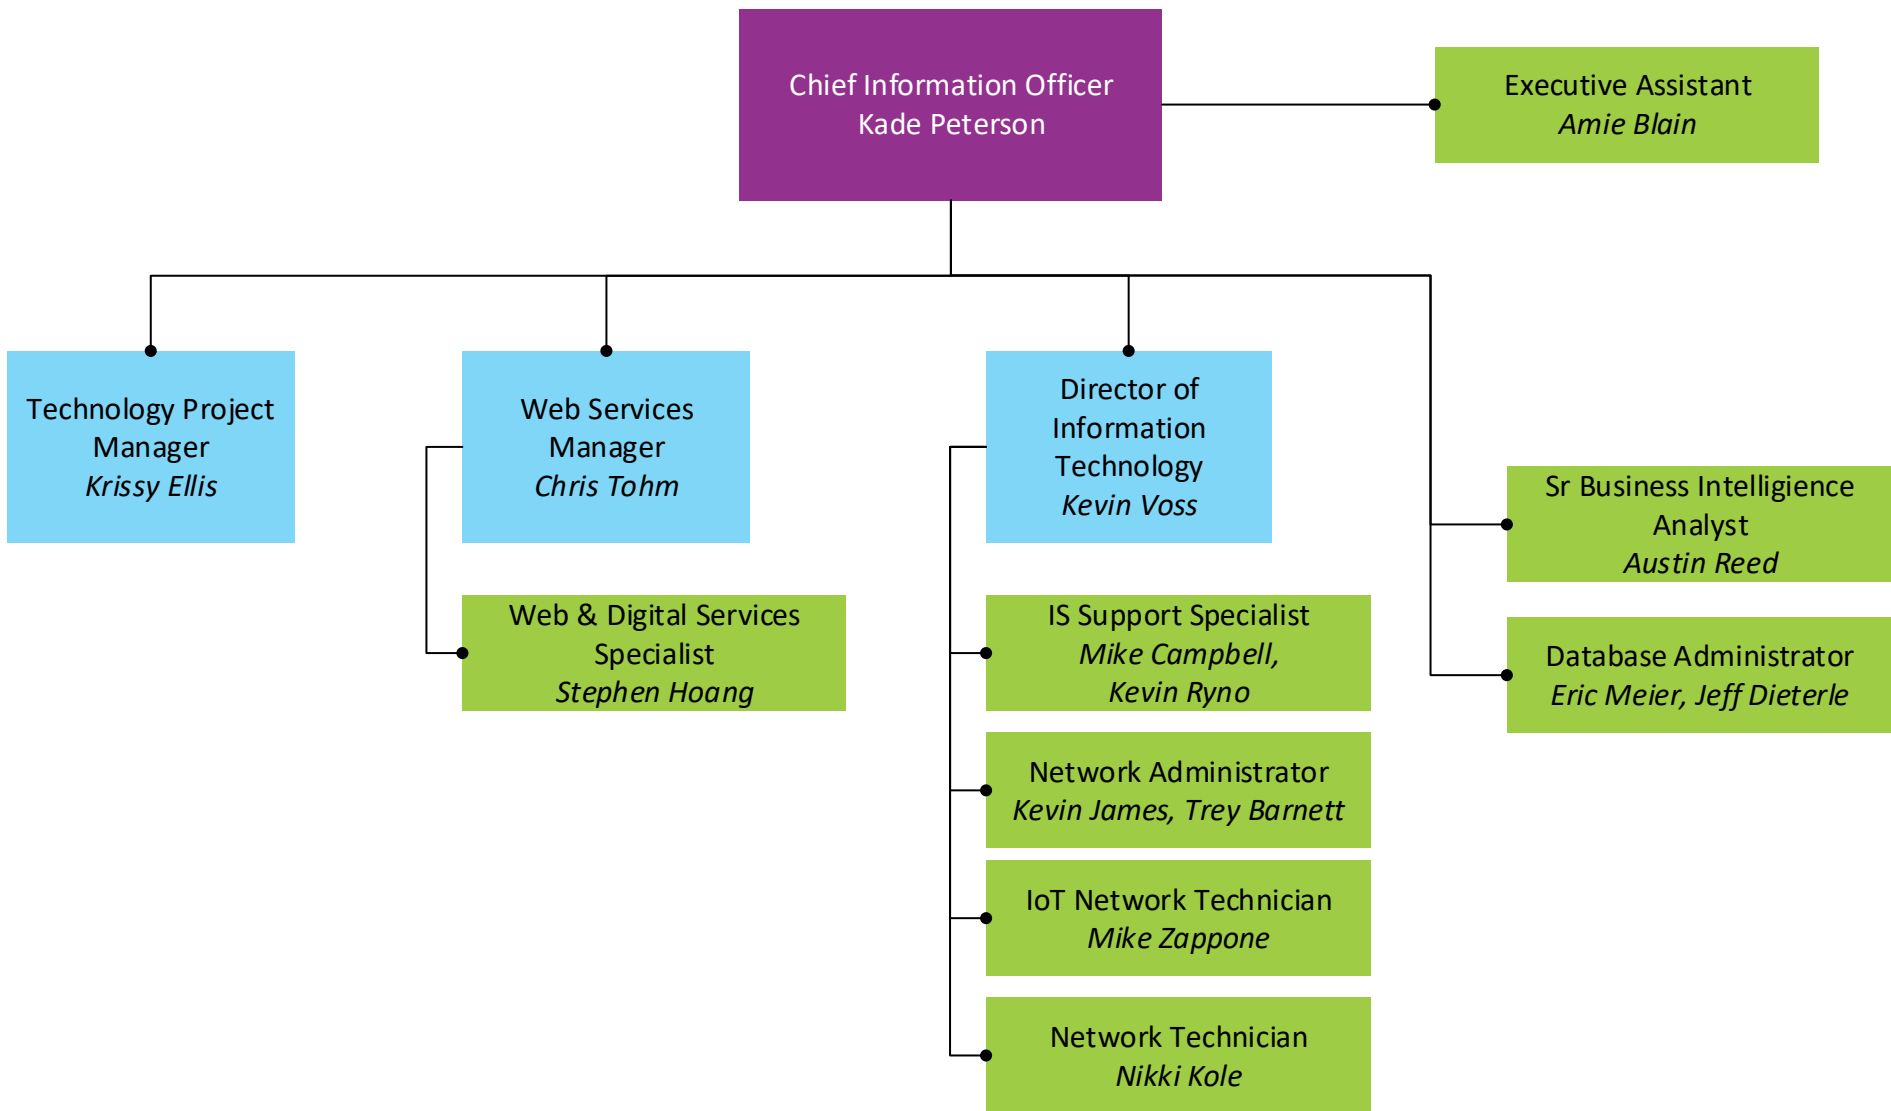 Chief Information Officer
Kade Peterson
Executive Assistant
Amie Blain
Technology Project
Manager
Krissy Ellis
Web Services
Manager
Chris Tohm
Director of
Information
Technology
Kevin Voss
Sr Business Intelligience
Analyst
Austin Reed
Web & Digital Services
Specialist
Stephen Hoang
IS Support Specialist
Mike Campbell,
Kevin Ryno
Database Administrator
Eric Meier, Jeff Dieterle
Network Administrator
Kevin James, Trey Barnett
IoT Network Technician
Mike Zappone
Network Technician
Nikki Kole